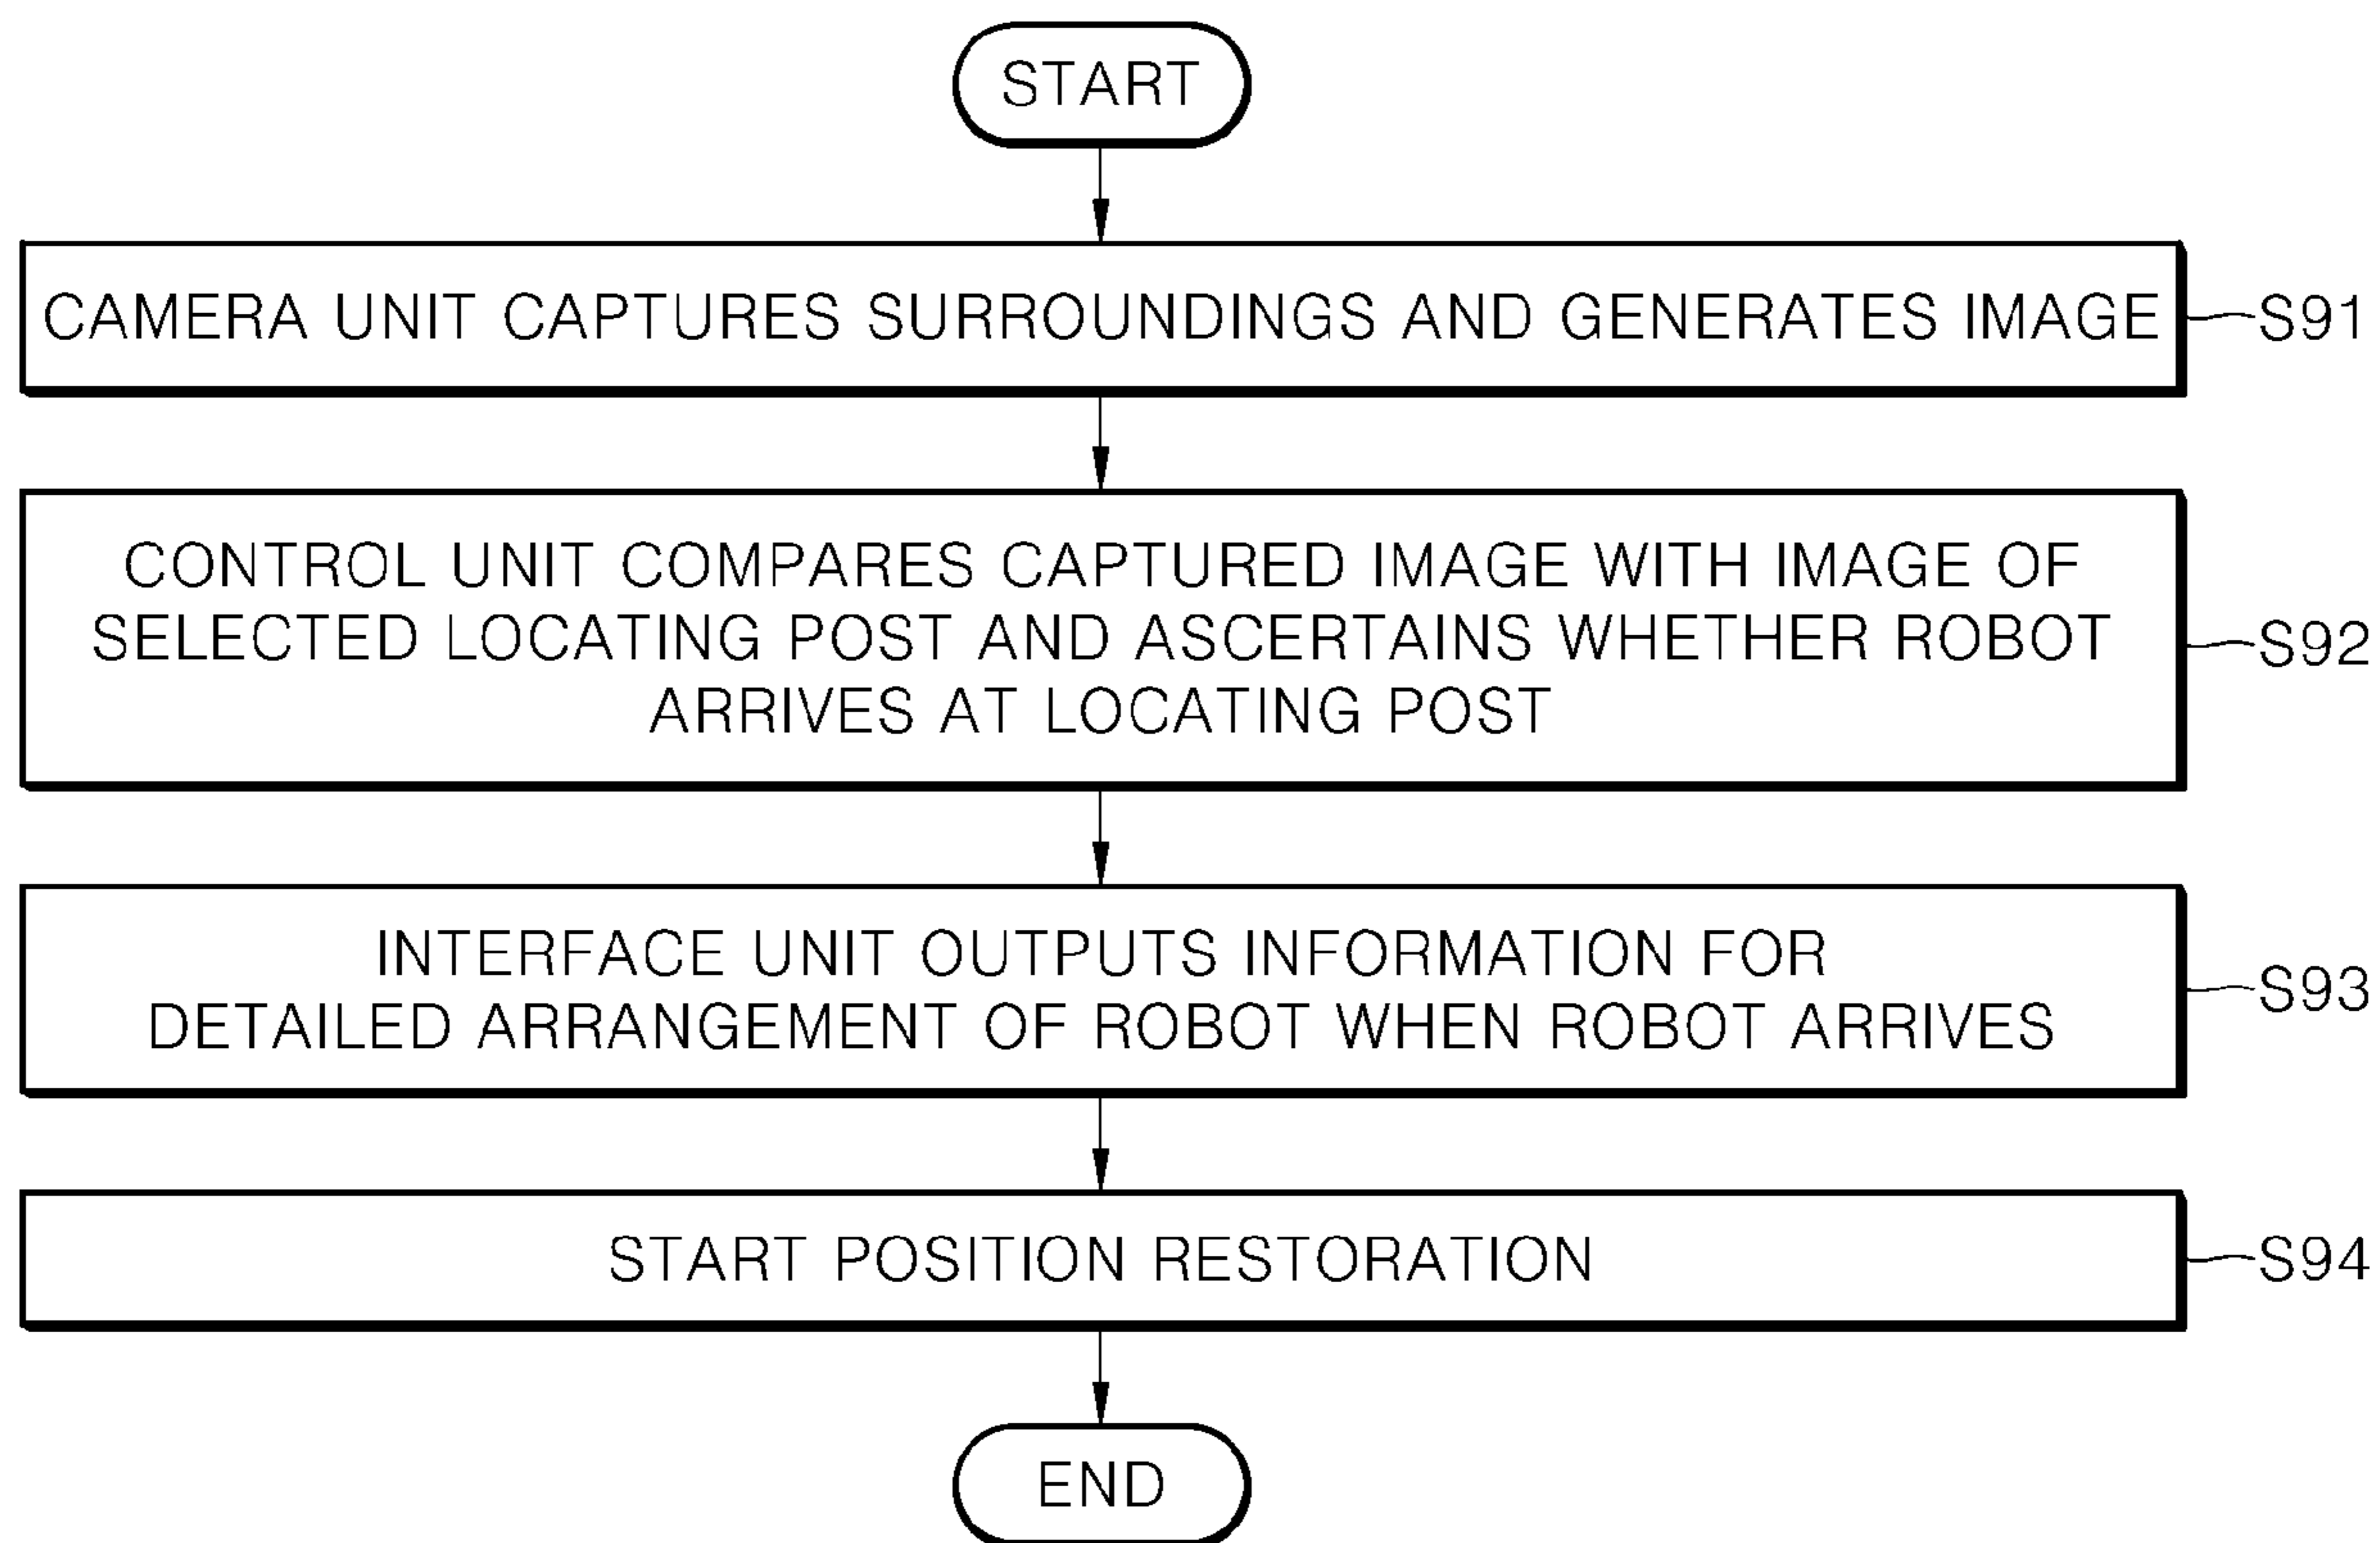 START
CAMERA UNIT CAPTURES SURROUNDINGS AND GENERATES IMAGE
S91
CONTROL UNIT COMPARES CAPTURED IMAGE WITH IMAGE OF
SELECTED LOCATING POST AND ASCERTAINS WHETHER ROBOT
ARRIVES AT LOCATING POST
S92
INTERFACE UNIT OUTPUTS INFORMATION FOR
DETAILED ARRANGEMENT OF ROBOT WHEN ROBOT ARRIVES
S93
START POSITION RESTORATION
S94
END